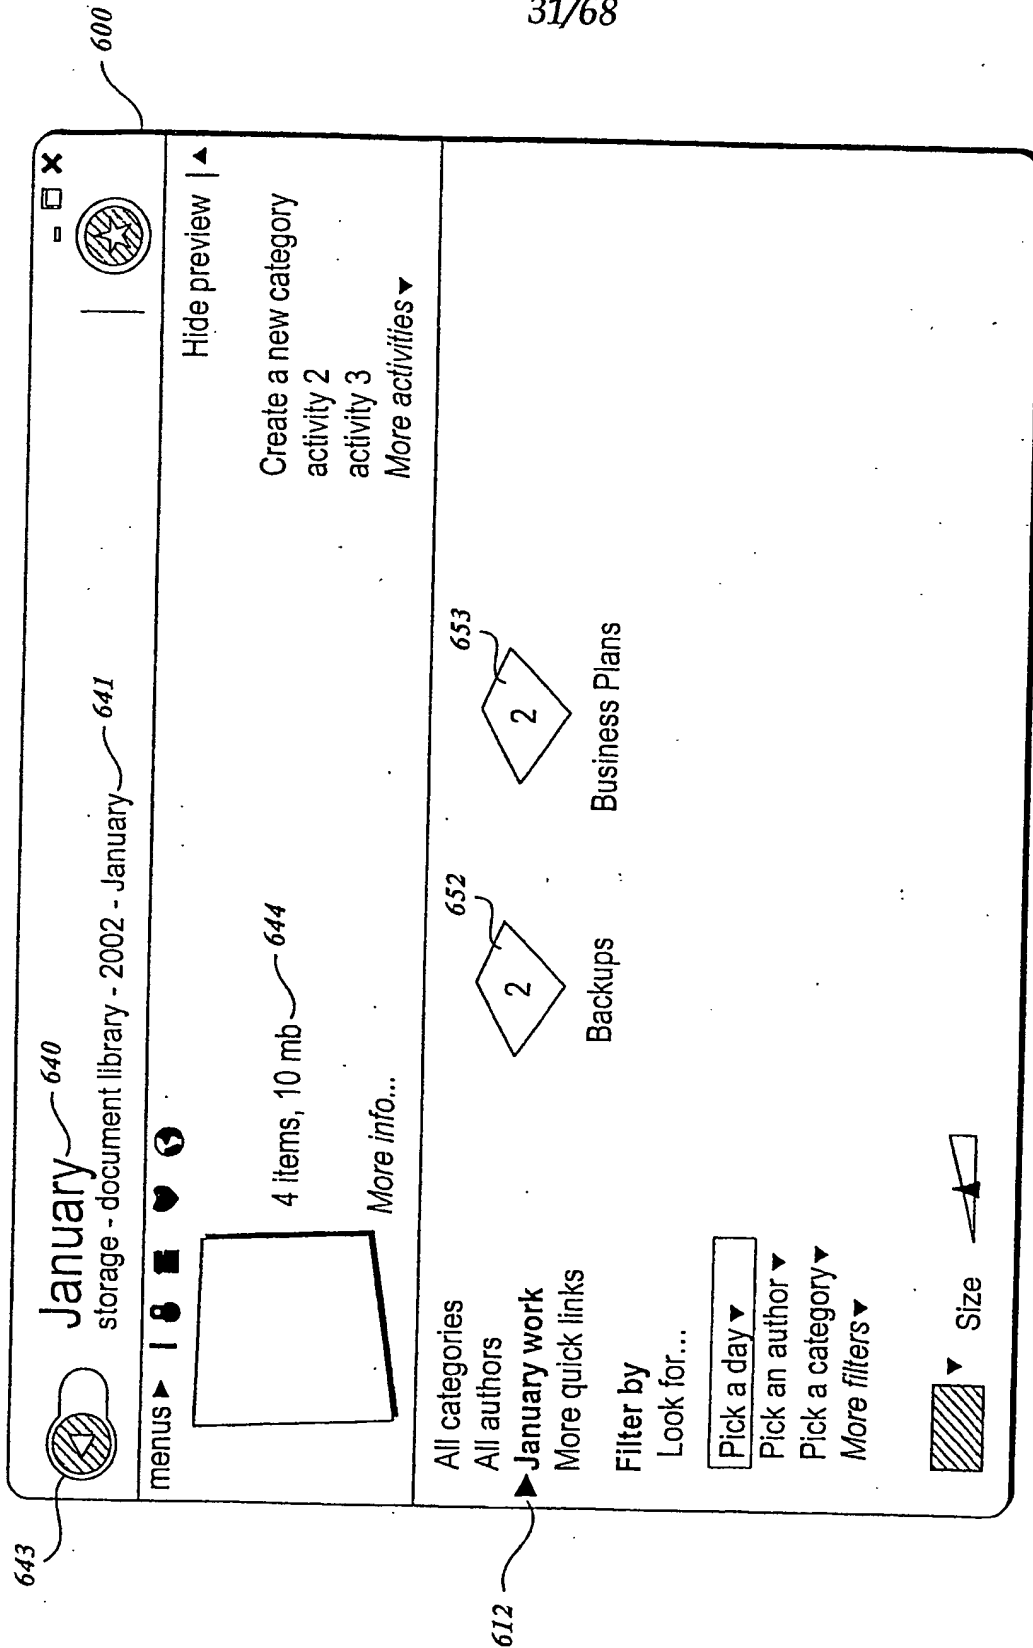 31/68
600
643
January 640
storage - document library - 2002 - January 641
menus
Hide preview
4 items, 10 mb 644
More info...
Create a new category
activity 2
activity 3
More activities
612
All categories
All authors
January work
More quick links
Filter by
Look for...
Pick a day
Pick an author
Pick a category
More filters
Size
652
2
Backups
653
2
Business Plans